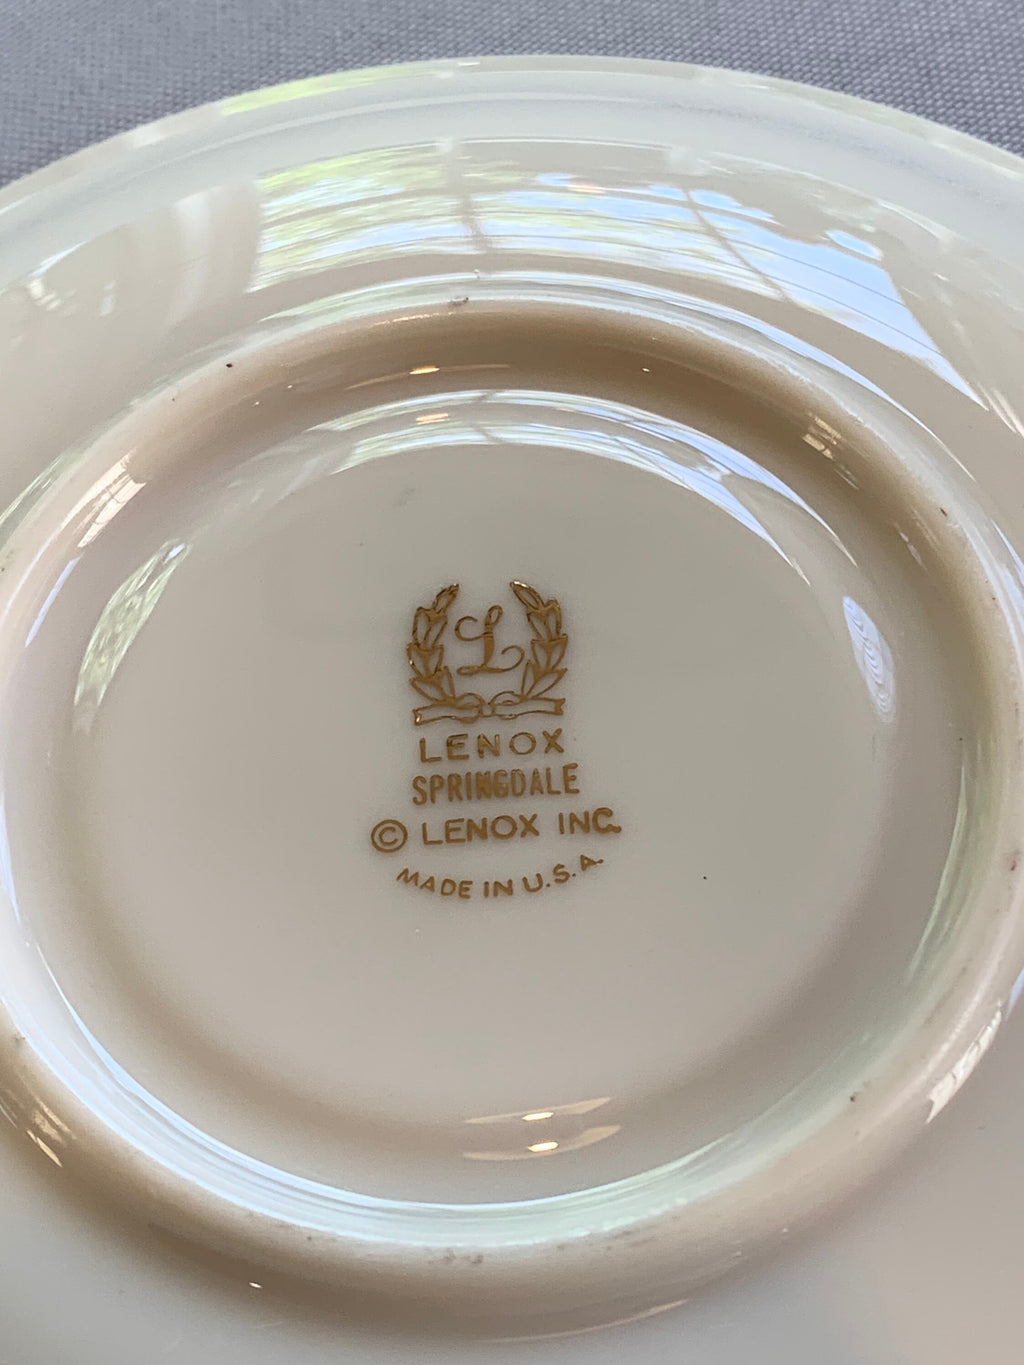 L
LENOX
SPRINGDALE
© LENOX INC.
MADE IN U.S.A.